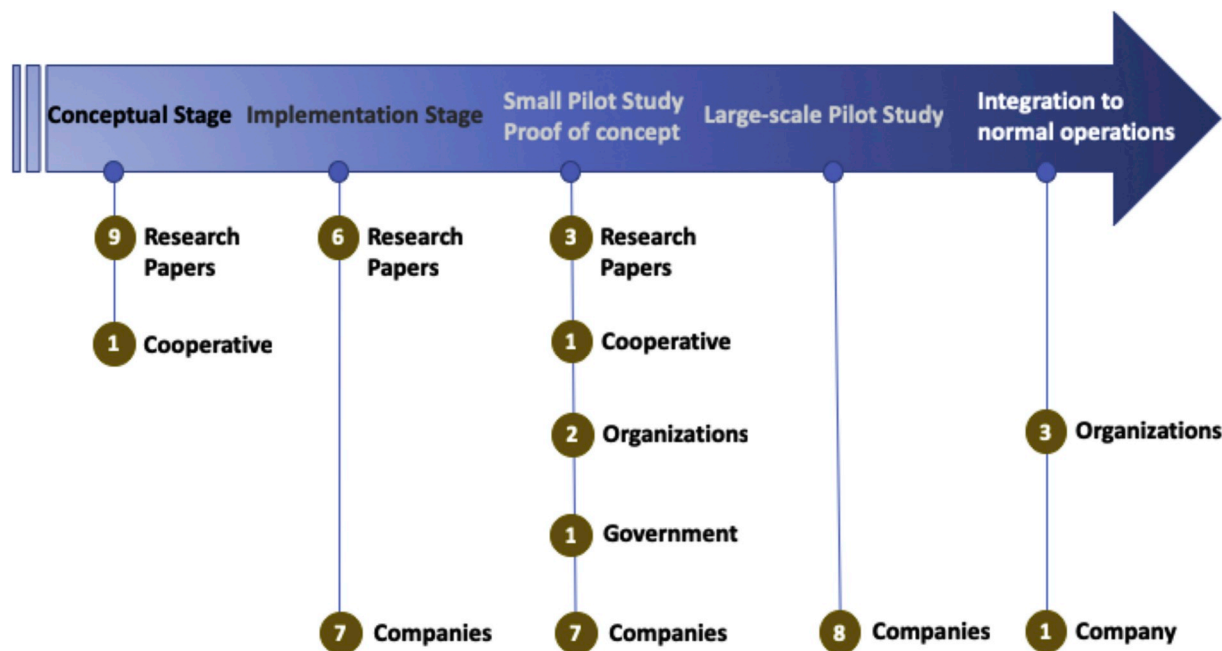 Conceptual Stage
Implementation Stage
Small Pilot Study
Proof of concept
Large-scale Pilot Study
Integration to
normal operations
9 Research
Papers
1 Cooperative
6 Research
Papers
7 Companies
3 Research
Papers
1 Cooperative
2 Organizations
1 Government
7 Companies
8 Companies
3 Organizations
1 Company